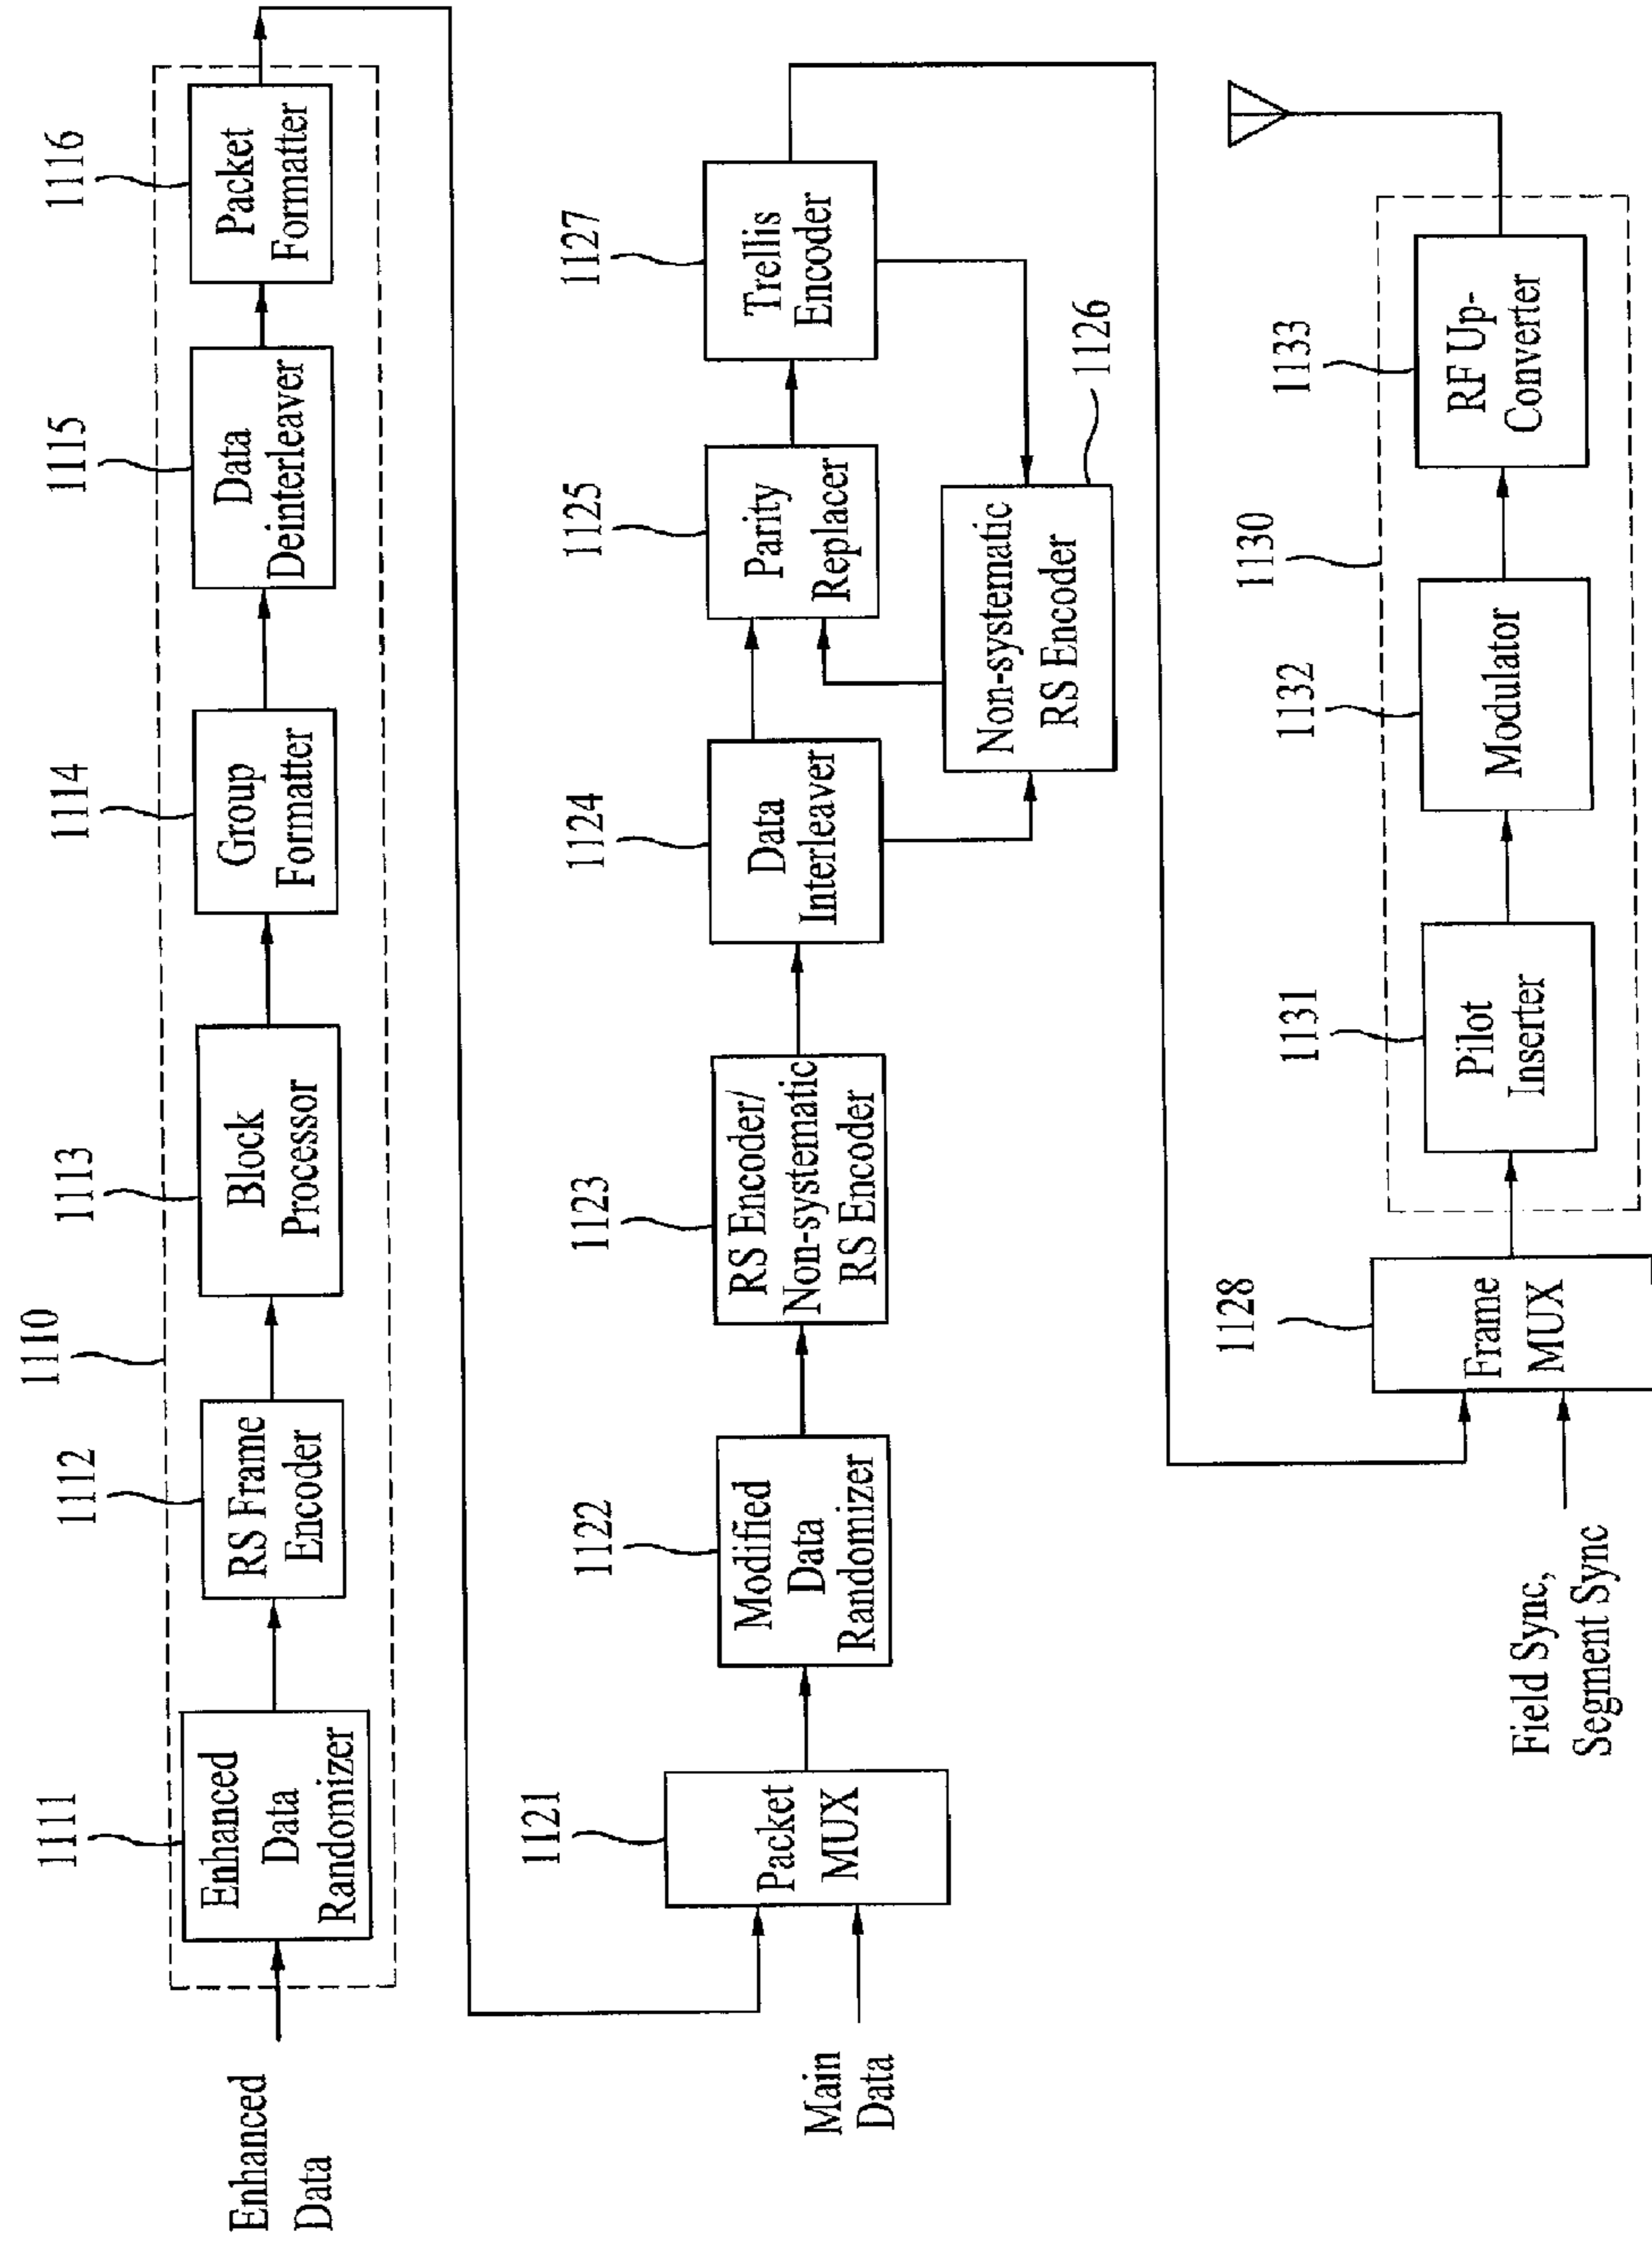 1110
1111
Enhanced
Data
Randomizer
1112
RS Frame
Encoder
1113
Block
Processor
1114
Group
Formatter
1115
Data
Deinterleaver
1116
Packet
Formatter
Enhanced
Data
1121
Packet
MUX
1122
Modified
Data
Randomizer
1123
RS Encoder/
Non-systematic
RS Encoder
1124
Data
Interleaver
1125
Parity
Replacer
1127
Trellis
Encoder
Non-systematic
RS Encoder
1126
Main
Data
1128
Frame
MUX
1130
1131
Pilot
Inserter
1132
Modulator
1133
RF Up-
Converter
Field Sync,
Segment Sync